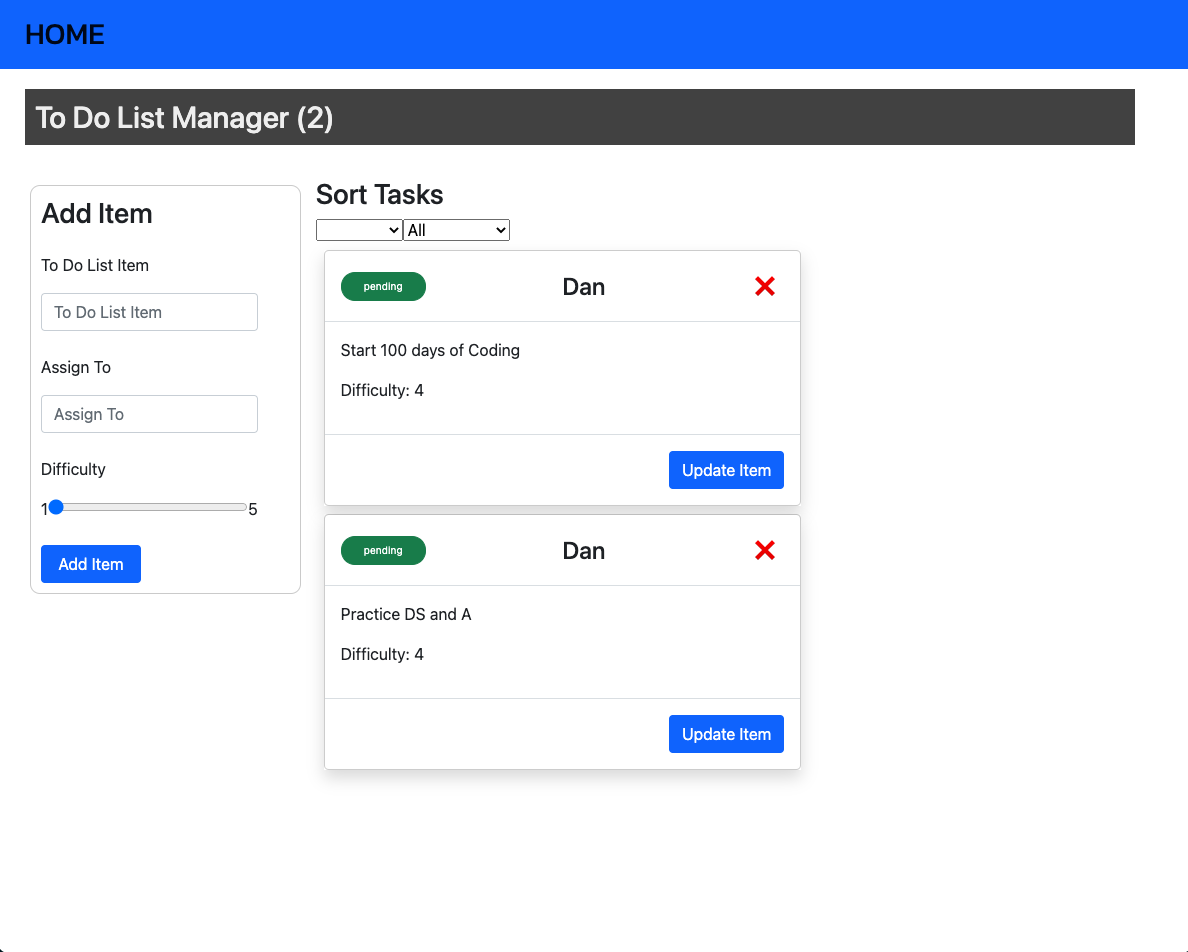 HOME
To Do List Manager (2)
Add Item
To Do List Item
To Do List Item
Assign To
Assign To
Difficulty
1 5
Add Item
Sort Tasks
All
pending Dan
Start 100 days of Coding
Difficulty: 4
Update Item
pending Dan
Practice DS and A
Difficulty: 4
Update Item